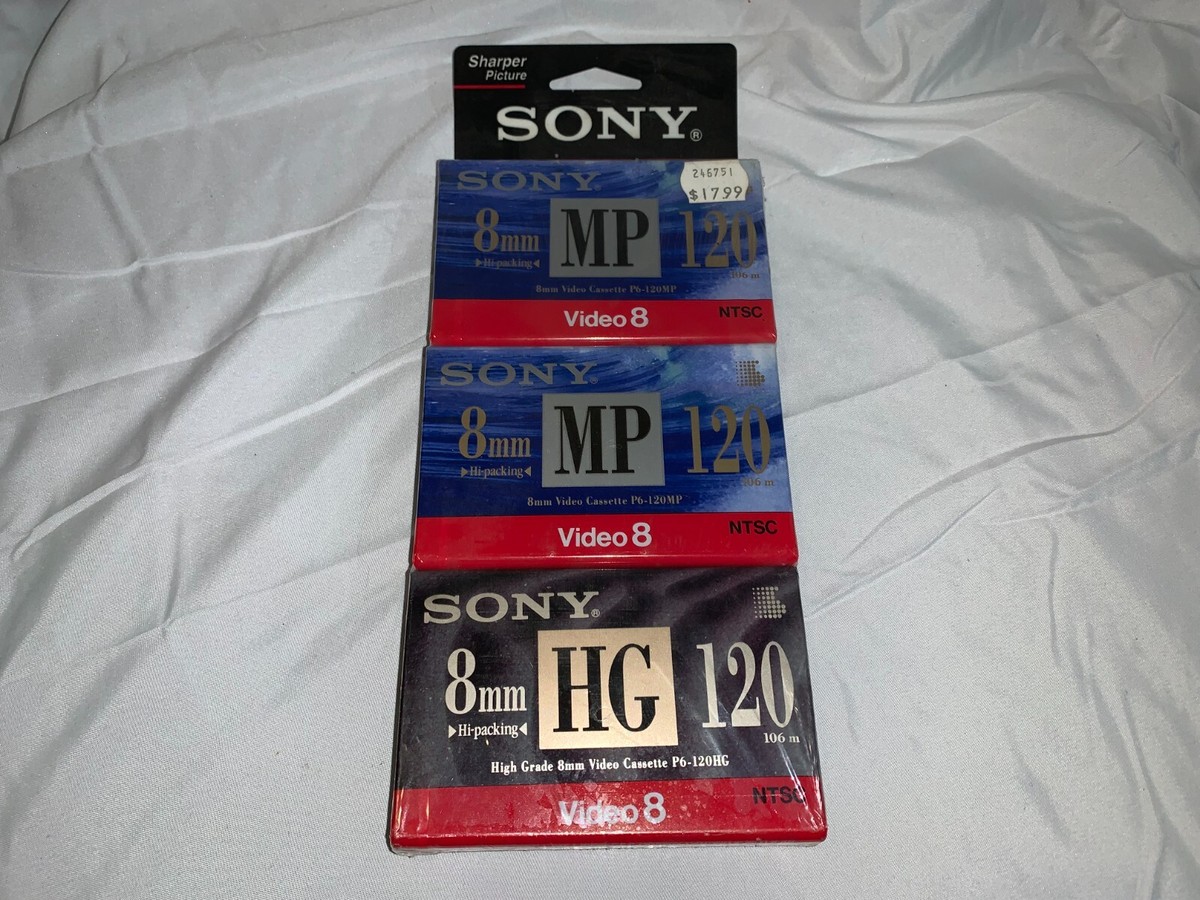 Sharper
Picture
SONY®
SONY
246751
$17.99
8mm
MP
120
▶Hi-packing◀
106 m
8mm Video Cassette P6-120MP
Video 8
NTSC
SONY®
8mm
MP
120
▶Hi-packing◀
106 m
8mm Video Cassette P6-120MP
Video 8
NTSC
SONY®
8mm
HG
120
▶Hi-packing◀
106 m
High Grade 8mm Video Cassette P6-120HG
Video 8
NTSC